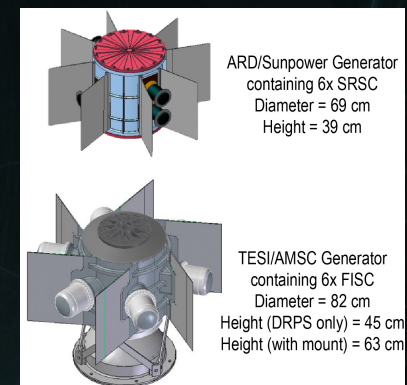 ARD/Sunpower Generator
containing 6x SRSC
Diameter = 69 cm
Height = 39 cm
TESI/AMSC Generator
containing 6x FISC
Diameter = 82 cm
Height (DRPS only) = 45 cm
Height (with mount) = 63 cm